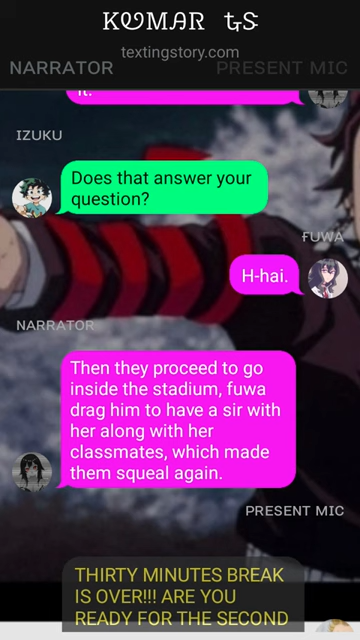 KUMAR tS
textingstory.com
NARRATOR PRESENT MIC
it.
IZUKU
Does that answer your
question?
FUWA
H-hai.
NARRATOR
Then they proceed to go
inside the stadium, fuwa
drag him to have a sir with
her along with her
classmates, which made
them squeal again.
PRESENT MIC
THIRTY MINUTES BREAK
IS OVER!!! ARE YOU
READY FOR THE SECOND